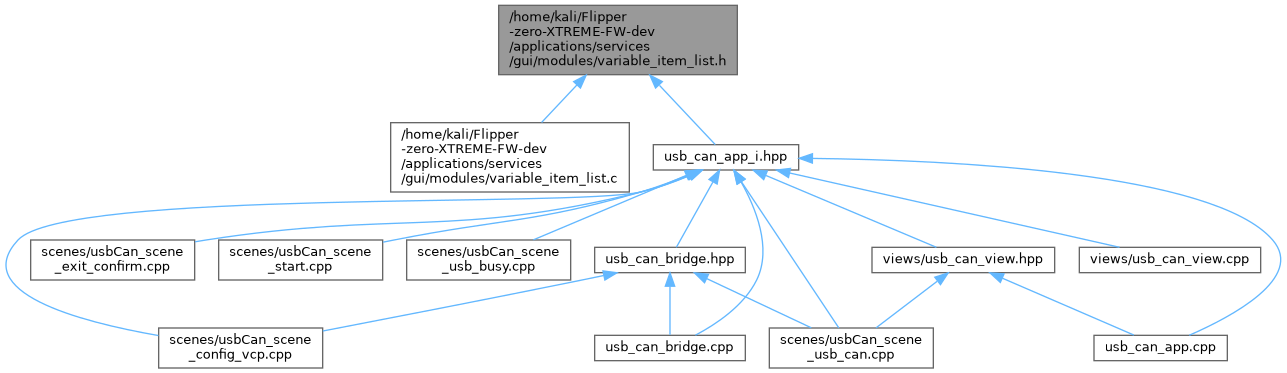 /home/kali/Flipper
-zero-XTREME-FW-dev
/applications/services
/gui/modules/variable_item_list.h
/home/kali/Flipper
-zero-XTREME-FW-dev
/applications/services
/gui/modules/variable_item_list.c
usb_can_app_i.hpp
scenes/usbCan_scene
_exit_confirm.cpp
scenes/usbCan_scene
_start.cpp
scenes/usbCan_scene
_usb_busy.cpp
usb_can_bridge.hpp
views/usb_can_view.hpp
views/usb_can_view.cpp
scenes/usbCan_scene
_config_vcp.cpp
usb_can_bridge.cpp
scenes/usbCan_scene
_usb_can.cpp
usb_can_app.cpp